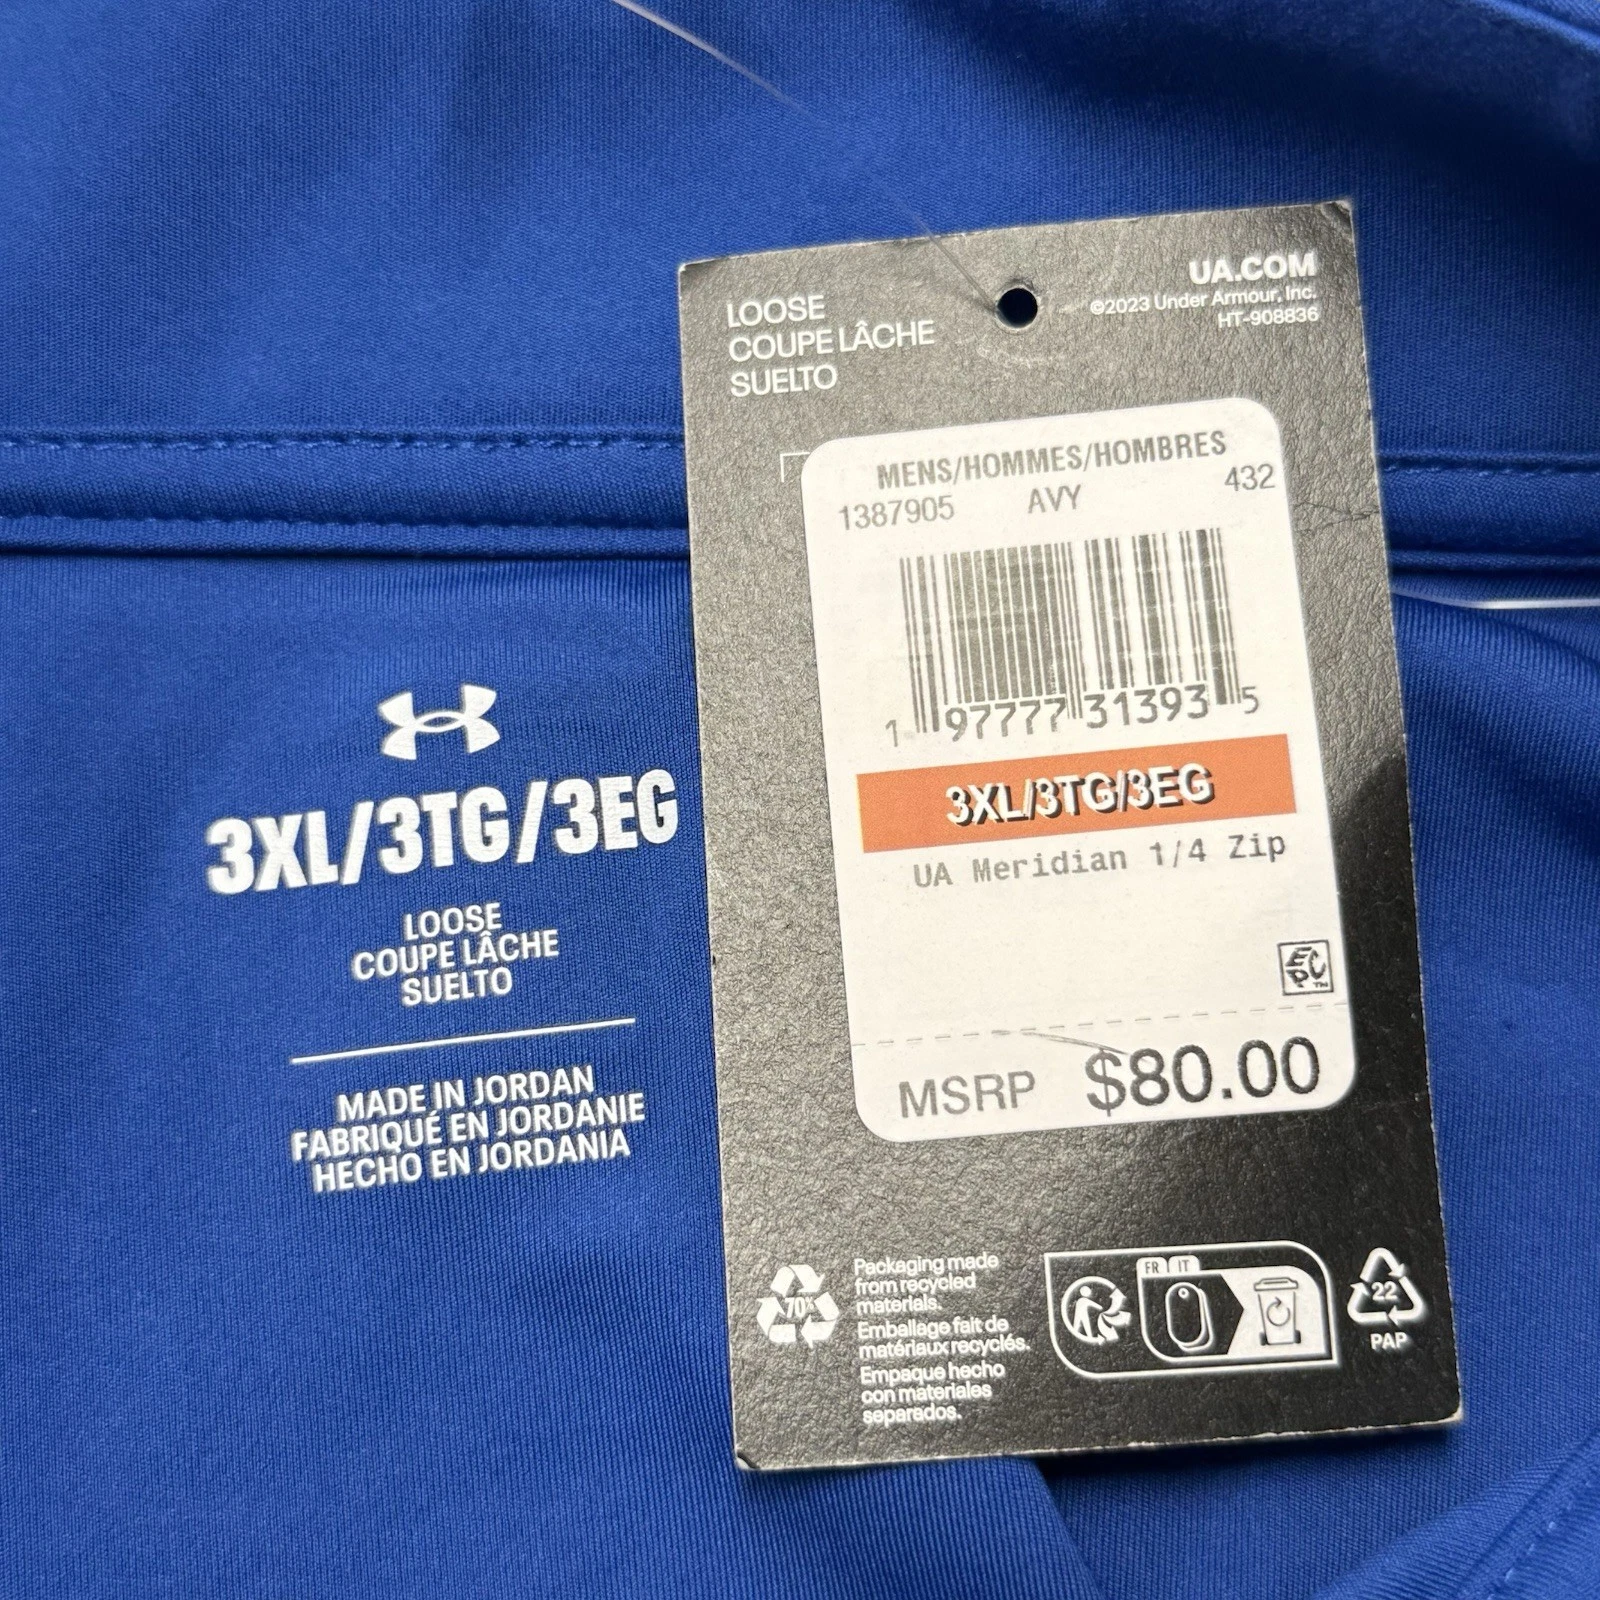 3XL/3TG/3EG
LOOSE
COUPE LÂCHE
SUELTO
MADE IN JORDAN
FABRIQUÉ EN JORDANIE
HECHO EN JORDANIA
LOOSE
COUPE LÂCHE
SUELTO
UA.COM
©2023 Under Armour, Inc.
HT-908836
MENS/HOMMES/HOMBRES
1387905 AVY 432
1 97777 31393 5
3XL/3TG/3EG
UA Meridian 1/4 Zip
EPC™
MSRP $80.00
70%
Packaging made
from recycled
materials.
Emballage fait de
matériaux recyclés.
Empaque hecho
con materiales
separados.
FR IT
22
PAP